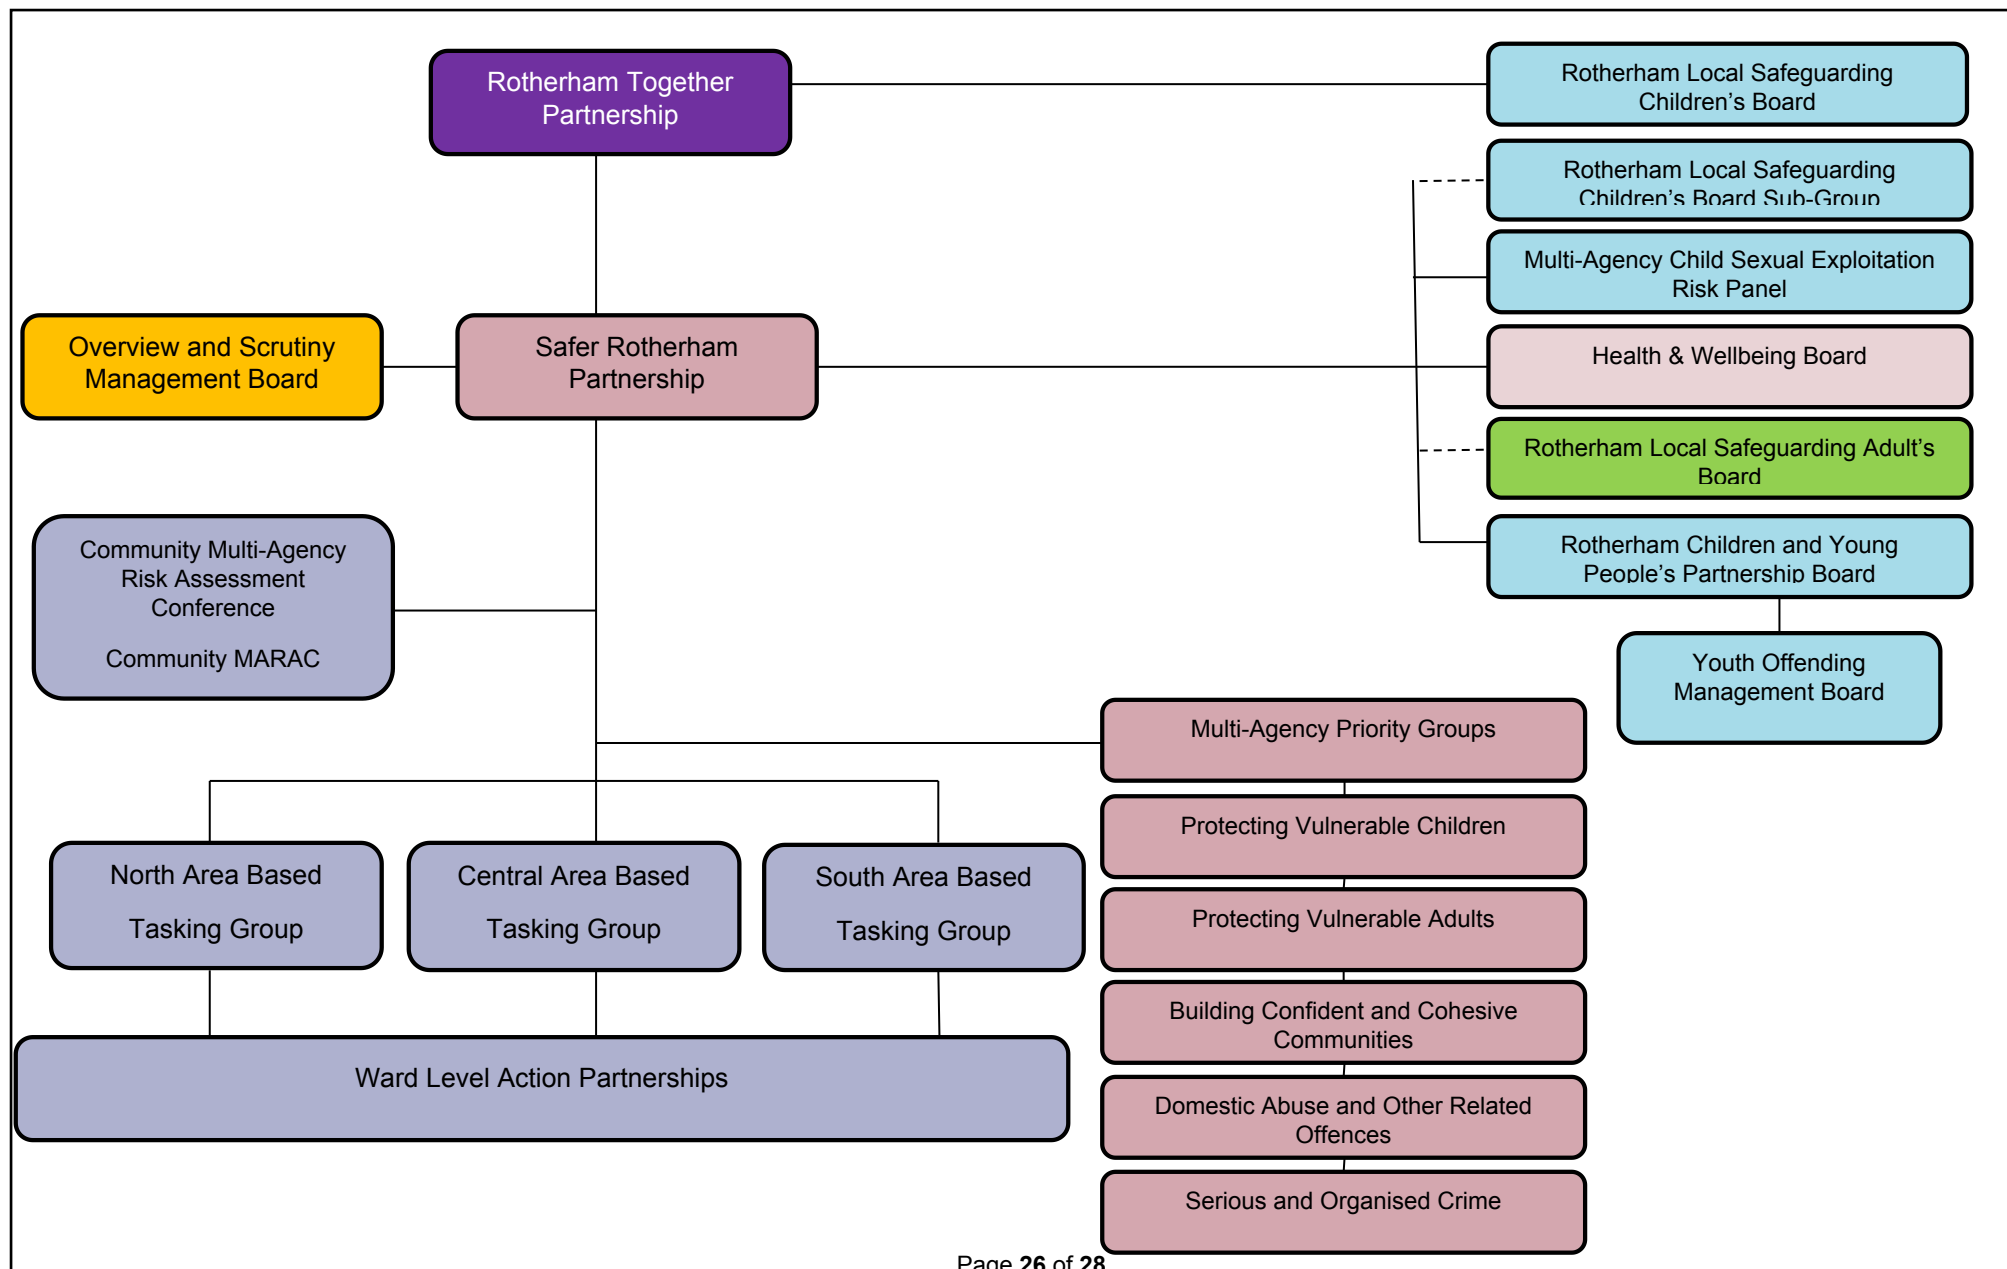 Rotherham Together
Partnership
Rotherham Local Safeguarding
Children's Board
Rotherham Local Safeguarding
Children's Board Sub-Group
Multi-Agency Child Sexual Exploitation
Risk Panel
Overview and Scrutiny
Management Board
Safer Rotherham
Partnership
Health & Wellbeing Board
Rotherham Local Safeguarding Adult's
Board
Rotherham Children and Young
People's Partnership Board
Youth Offending
Management Board
Community Multi-Agency
Risk Assessment
Conference
Community MARAC
Multi-Agency Priority Groups
Protecting Vulnerable Children
Protecting Vulnerable Adults
Building Confident and Cohesive
Communities
Domestic Abuse and Other Related
Offences
Serious and Organised Crime
North Area Based
Tasking Group
Central Area Based
Tasking Group
South Area Based
Tasking Group
Ward Level Action Partnerships
Page 26 of 28